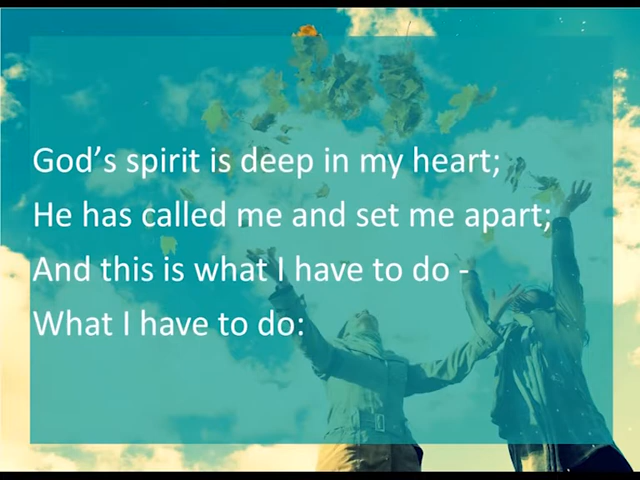 God’s spirit is deep in my heart;
He has called me and set me apart;
And this is what I have to do -
What I have to do: